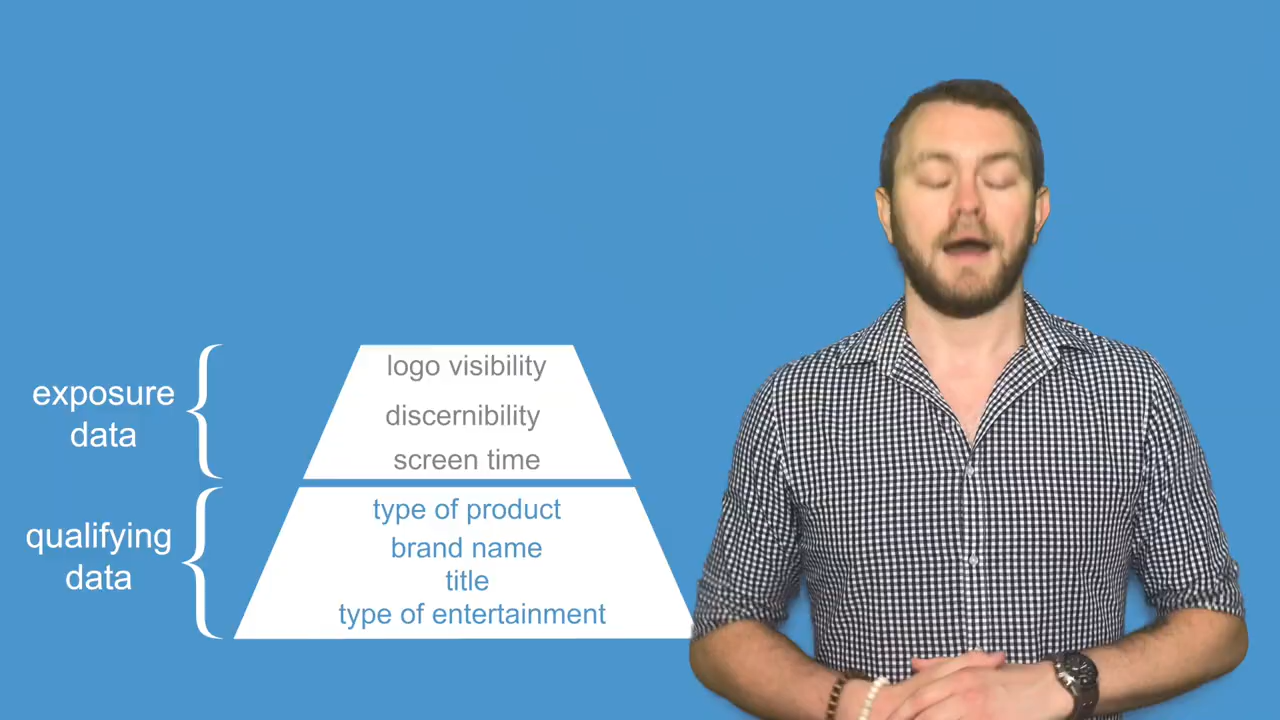 exposure
data
logo visibility
discernibility
screen time
qualifying
data
type of product
brand name
title
type of entertainment